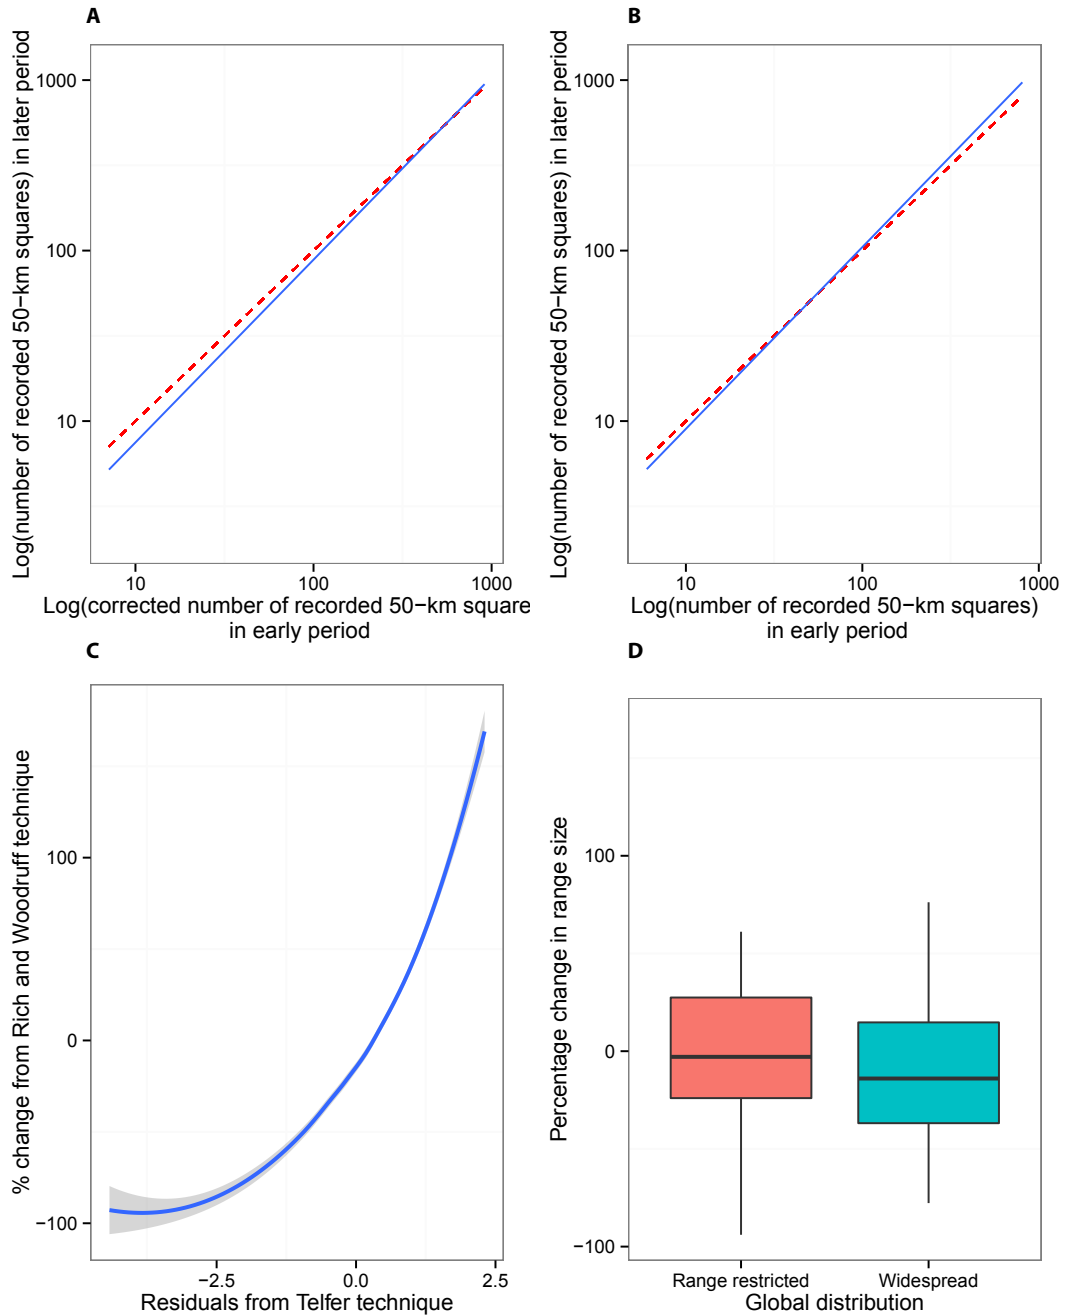 A
Log(number of recorded 50−km squares) in later period
1000
100
10
10 100 1000
Log(corrected number of recorded 50−km square
in early period
B
Log(number of recorded 50−km squares) in later period
1000
100
10
10 100 1000
Log(number of recorded 50−km squares)
in early period
C
% change from Rich and Woodruff technique
100
0
−100
−2.5 0.0 2.5
Residuals from Telfer technique
D
Percentage change in range size
100
0
−100
Range restricted Widespread
Global distribution